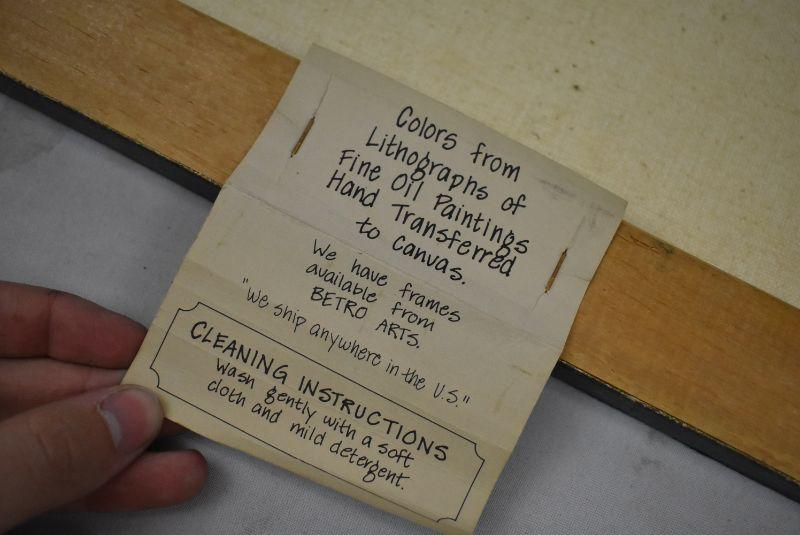 Colors from
Lithographs of
Fine Oil Paintings
Hand Transferred
to canvas.
We have frames
available from
BETRO ARTS.
"We ship anywhere in the U.S."
CLEANING INSTRUCTIONS
Wash gently with a soft
cloth and mild detergent.